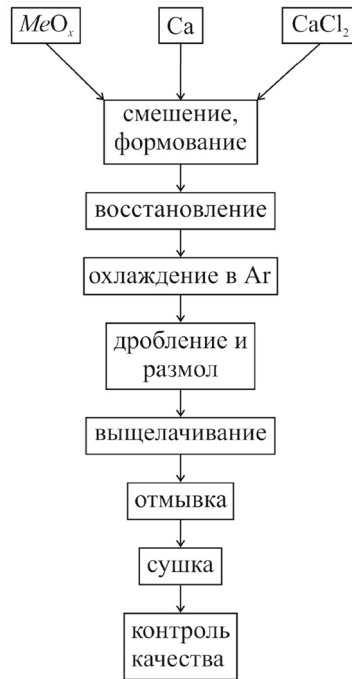 MeOₓ
Ca
CaCl₂
смешение,
формование
восстановление
охлаждение в Ar
дробление и
размол
выщелачивание
отмывка
сушка
контроль
качества